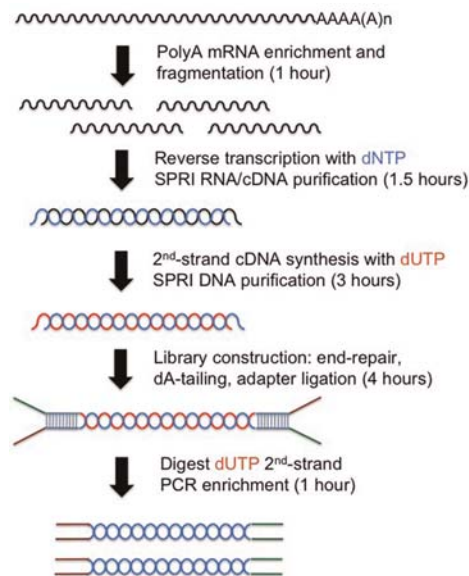 AAAA(A)n
PolyA mRNA enrichment and
fragmentation (1 hour)
Reverse transcription with dNTP
SPRI RNA/cDNA purification (1.5 hours)
2nd-strand cDNA synthesis with dUTP
SPRI DNA purification (3 hours)
Library construction: end-repair,
dA-tailing, adapter ligation (4 hours)
Digest dUTP 2nd-strand
PCR enrichment (1 hour)